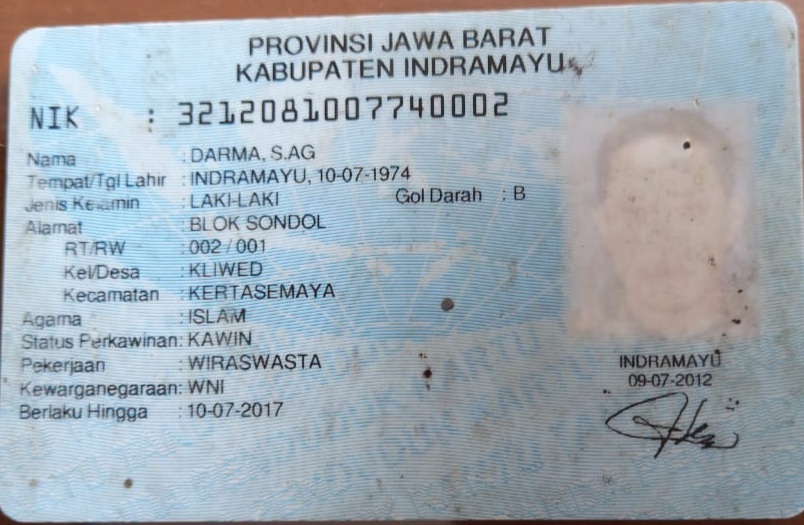 PROVINSI JAWA BARAT
KABUPATEN INDRAMAYU
NIK : 3212081007740002
Nama : DARMA, S.AG
Tempat/Tgl Lahir : INDRAMAYU, 10-07-1974
Jenis Kelamin : LAKI-LAKI Gol Darah : B
Alamat : BLOK SONDOL
RT/RW : 002 / 001
Kel/Desa : KLIWED
Kecamatan : KERTASEMAYA
Agama : ISLAM
Status Perkawinan: KAWIN
Pekerjaan : WIRASWASTA
Kewarganegaraan: WNI
Berlaku Hingga : 10-07-2017
INDRAMAYU
09-07-2012